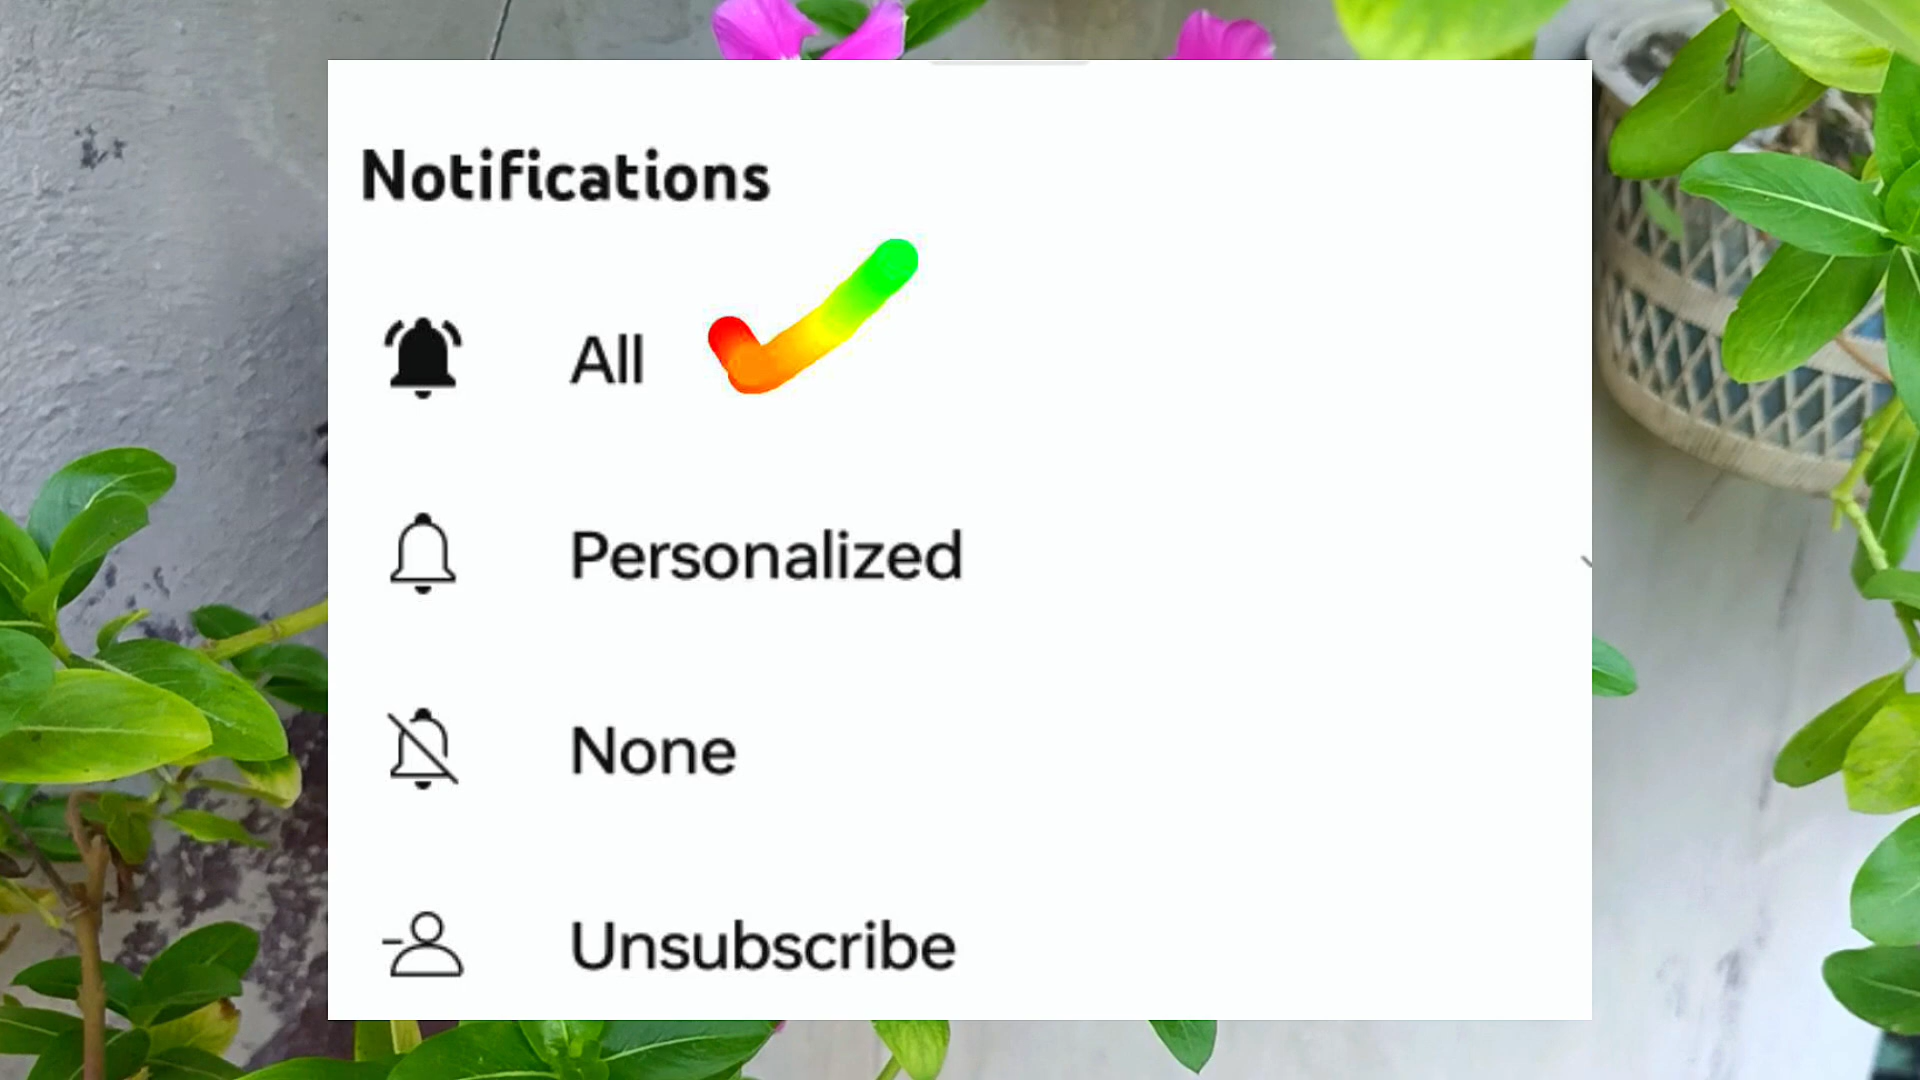 Notifications
All
Personalized
None
Unsubscribe